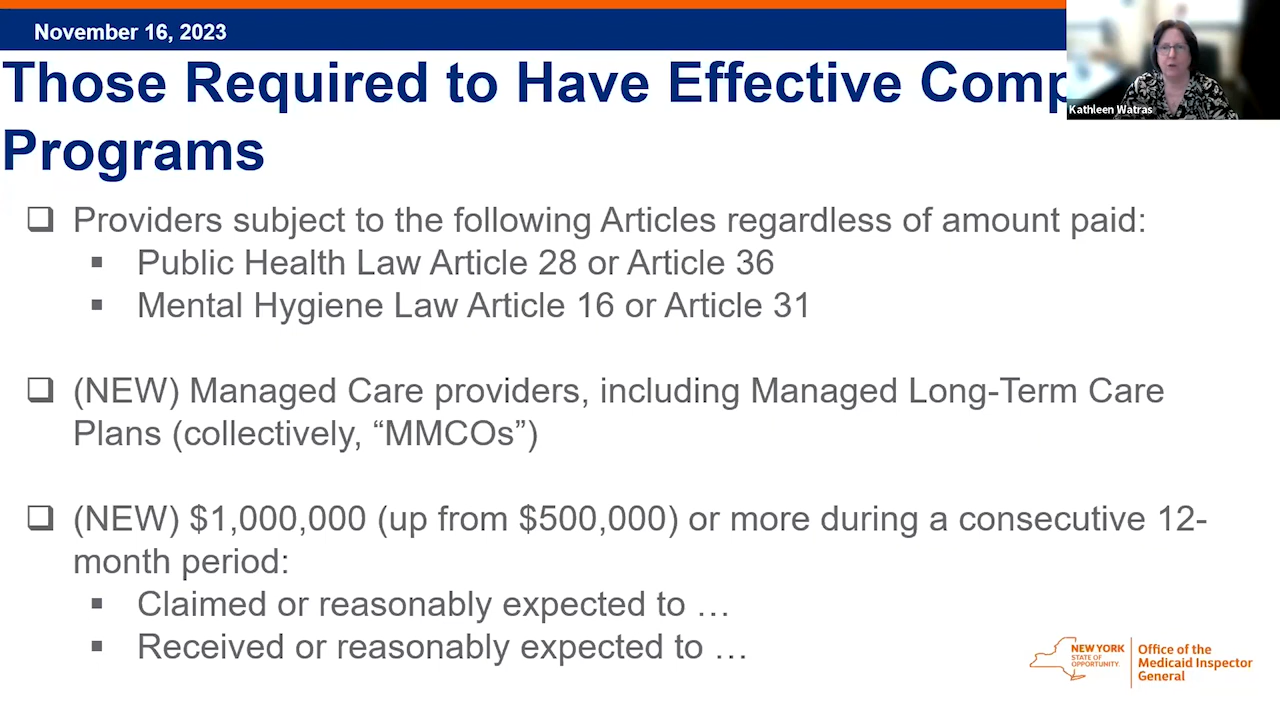 November 16, 2023
Kathleen Watras
Those Required to Have Effective Comp
Programs
❑ Providers subject to the following Articles regardless of amount paid:
▪ Public Health Law Article 28 or Article 36
▪ Mental Hygiene Law Article 16 or Article 31
❑ (NEW) Managed Care providers, including Managed Long-Term Care
Plans (collectively, “MMCOs”)
❑ (NEW) $1,000,000 (up from $500,000) or more during a consecutive 12-
month period:
▪ Claimed or reasonably expected to …
▪ Received or reasonably expected to …
NEW YORK
STATE OF
OPPORTUNITY.
Office of the
Medicaid Inspector
General